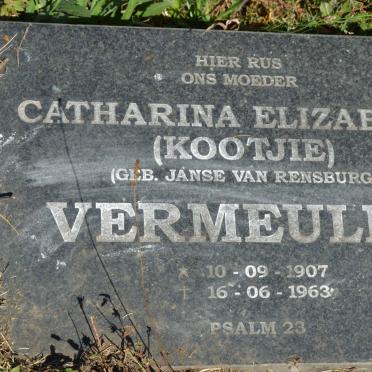 HIER RUS
ONS MOEDER
CATHARINA ELIZAB
(KOOTJIE)
(GEB. JANSE VAN RENSBURG
VERMEUL
★ 10 - 09 - 1907
† 16 - 06 - 1963
PSALM 23